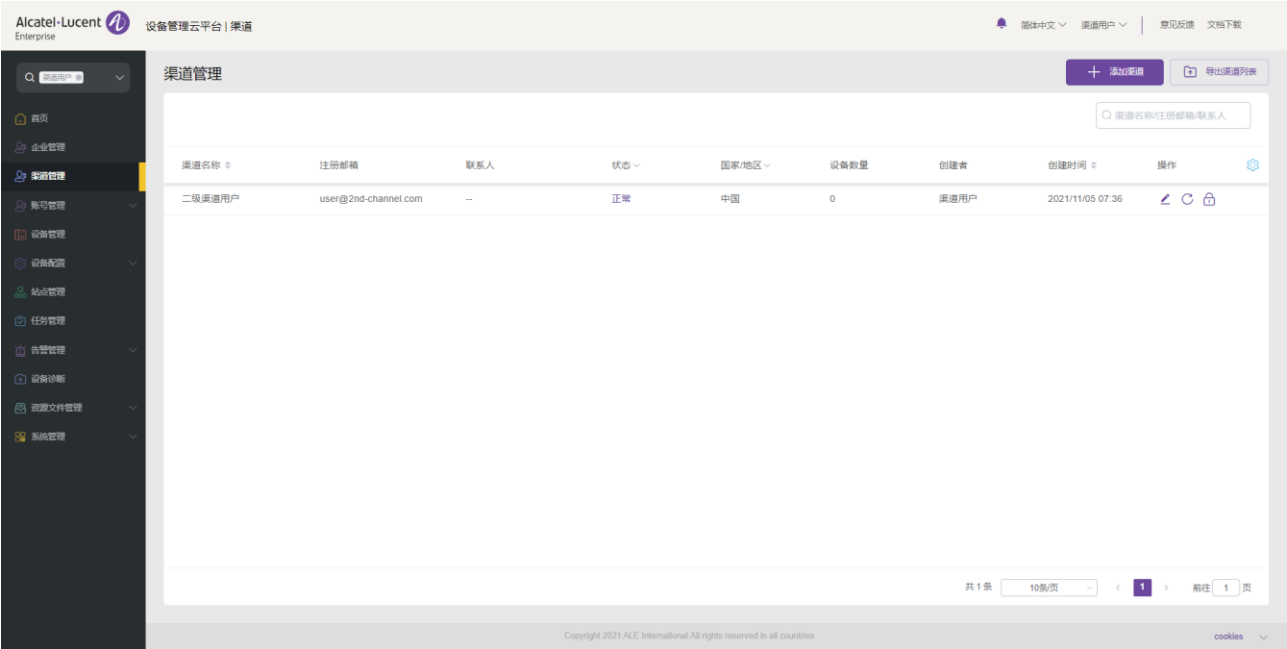 Alcatel·Lucent
Enterprise
设备管理云平台 | 渠道
简体中文
渠道用户
意见反馈
文档下载
渠道用户
首页
企业管理
渠道管理
账号管理
设备管理
设备配置
站点管理
任务管理
告警管理
设备诊断
资源文件管理
系统管理
渠道管理
添加渠道
导出渠道列表
渠道名称/注册邮箱/联系人
渠道名称 注册邮箱 联系人 状态 国家/地区 设备数量 创建者 创建时间 操作
二级渠道用户 user@2nd-channel.com -- 正常 中国 0 渠道用户 2021/11/05 07:36
共 1 条 10条/页 1 前往 1 页
Copyright 2021 ALE International.All rights reserved in all countries
cookies